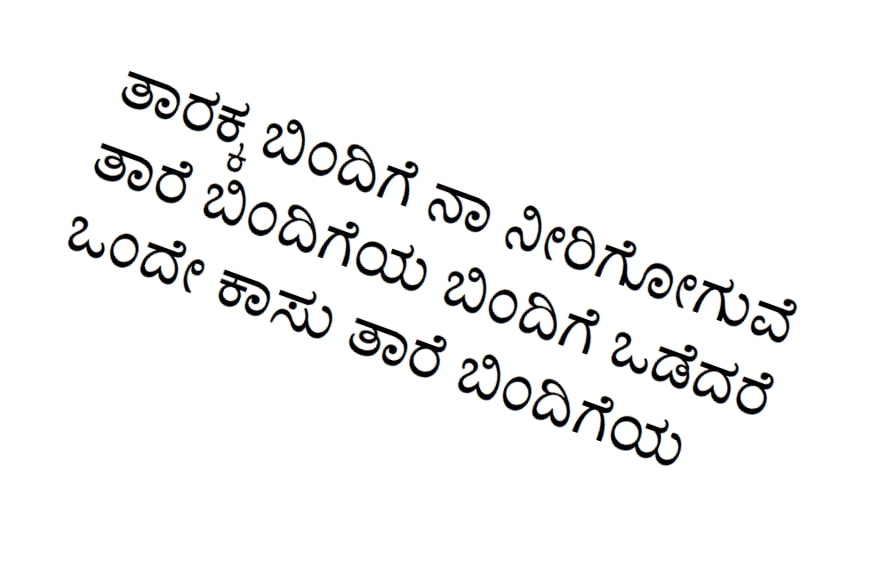 ತಾರಕ್ಕ ಬಿಂದಿಗೆ ನಾ ನೀರಿಗೋಗುವೆ
ತಾರೆ ಬಿಂದಿಗೆಯ ಬಿಂದಿಗೆ ಒಡೆದರೆ
ಒಂದೇ ಕಾಸು ತಾರೆ ಬಿಂದಿಗೆಯ